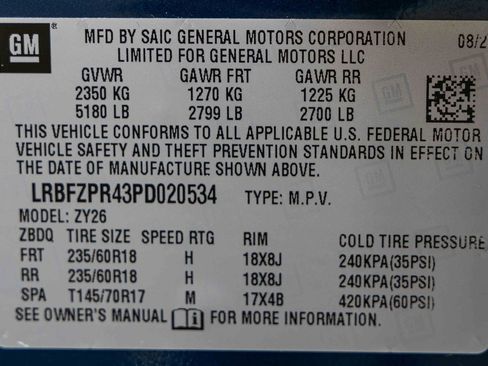 GM
MFD BY SAIC GENERAL MOTORS CORPORATION 08/2
LIMITED FOR GENERAL MOTORS LLC
GVWR GAWR FRT GAWR RR
2350 KG 1270 KG 1225 KG
5180 LB 2799 LB 2700 LB
THIS VEHICLE CONFORMS TO ALL APPLICABLE U.S. FEDERAL MOTOR
VEHICLE SAFETY AND THEFT PREVENTION STANDARDS IN EFFECT ON
THE DATE OF MANUFACTURE SHOWN ABOVE.
LRBFZPR43PD020534 TYPE: M.P.V.
MODEL: ZY26
ZBDQ TIRE SIZE SPEED RTG RIM COLD TIRE PRESSURE
FRT 235/60R18 H 18X8J 240KPA(35PSI)
RR 235/60R18 H 18X8J 240KPA(35PSI)
SPA T145/70R17 M 17X4B 420KPA(60PSI)
SEE OWNER'S MANUAL i FOR MORE INFORMATION.